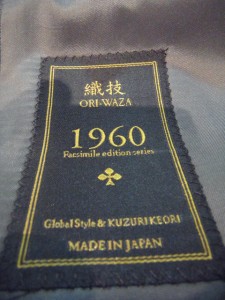 織技
ORI-WAZA
1960
Facsimile edition series
Global Style & KUZURI KEORI
MADE IN JAPAN